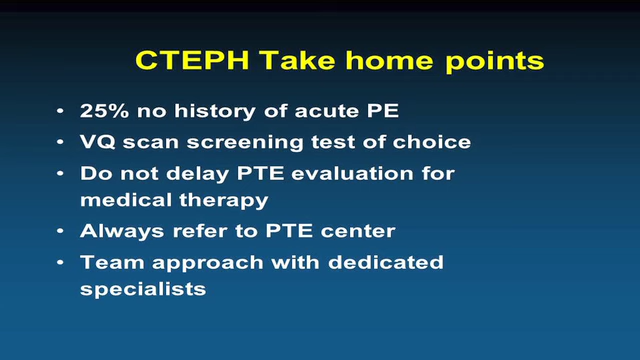 CTEPH Take home points
• 25% no history of acute PE
• VQ scan screening test of choice
• Do not delay PTE evaluation for
medical therapy
• Always refer to PTE center
• Team approach with dedicated
specialists